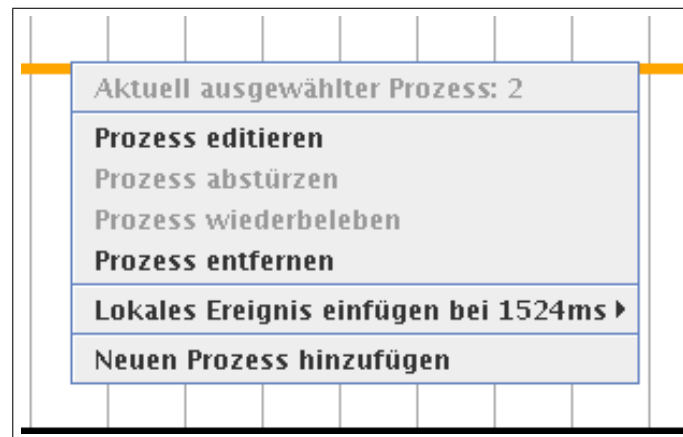 Aktuell ausgewählter Prozess: 2
Prozess editieren
Prozess abstürzen
Prozess wiederbeleben
Prozess entfernen
Lokales Ereignis einfügen bei 1524ms
Neuen Prozess hinzufügen